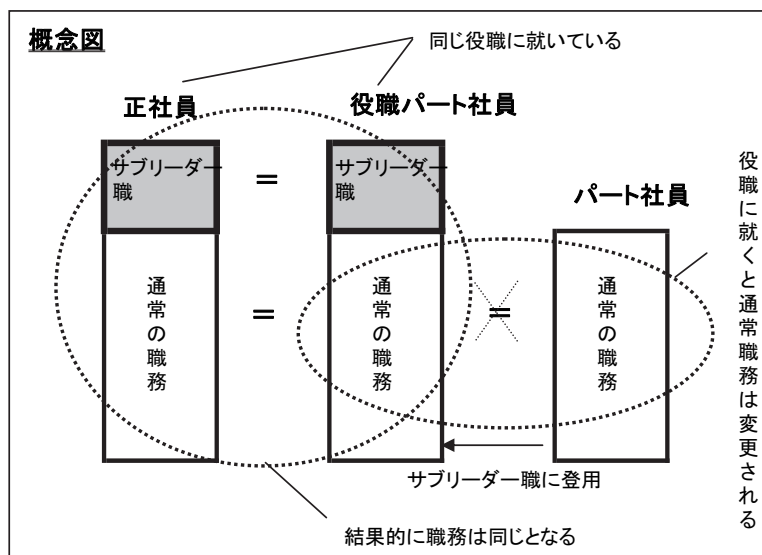 概念図
同じ役職に就いている
正社員
役職パート社員
サブリーダー
職
＝
サブリーダー
職
パート社員
通常の職務
＝
通常の職務
＝
通常の職務
役職に就くと通常職務は変更される
サブリーダー職に登用
結果的に職務は同じとなる